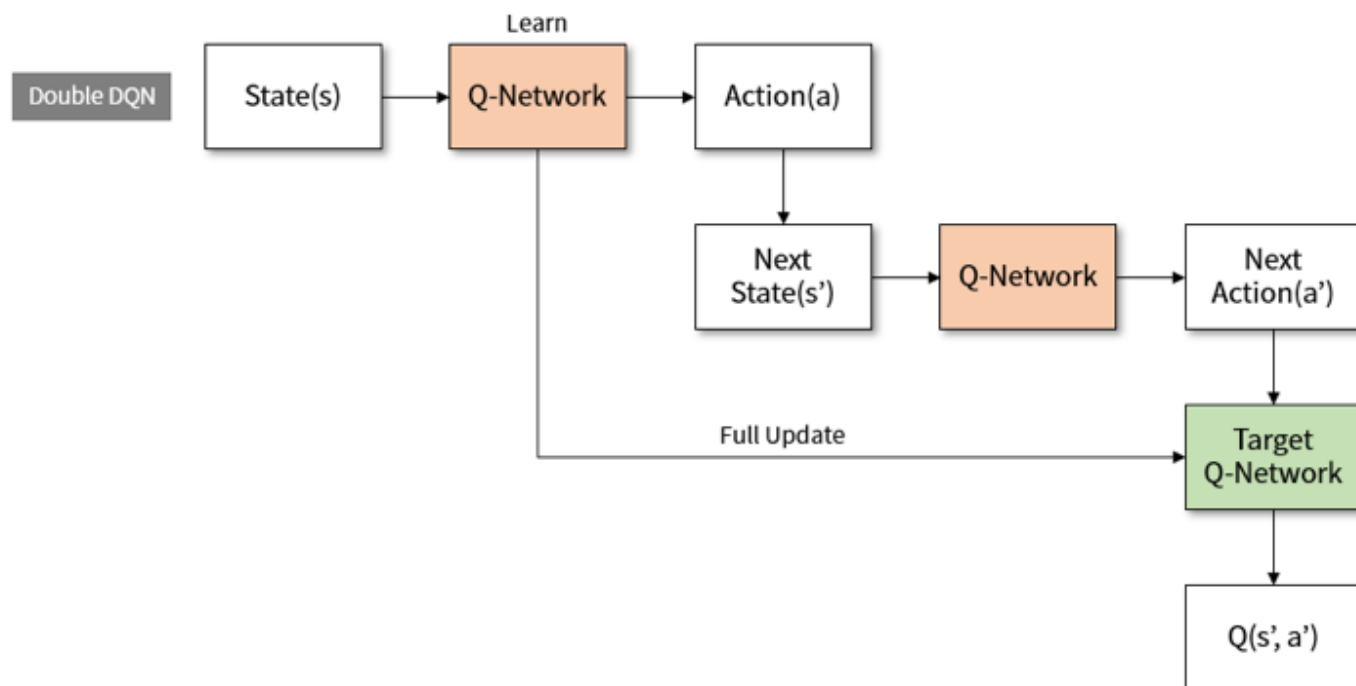 Learn
Double DQN
State(s)
Q-Network
Action(a)
Next
State(s’)
Q-Network
Next
Action(a’)
Full Update
Target
Q-Network
Q(s’, a’)